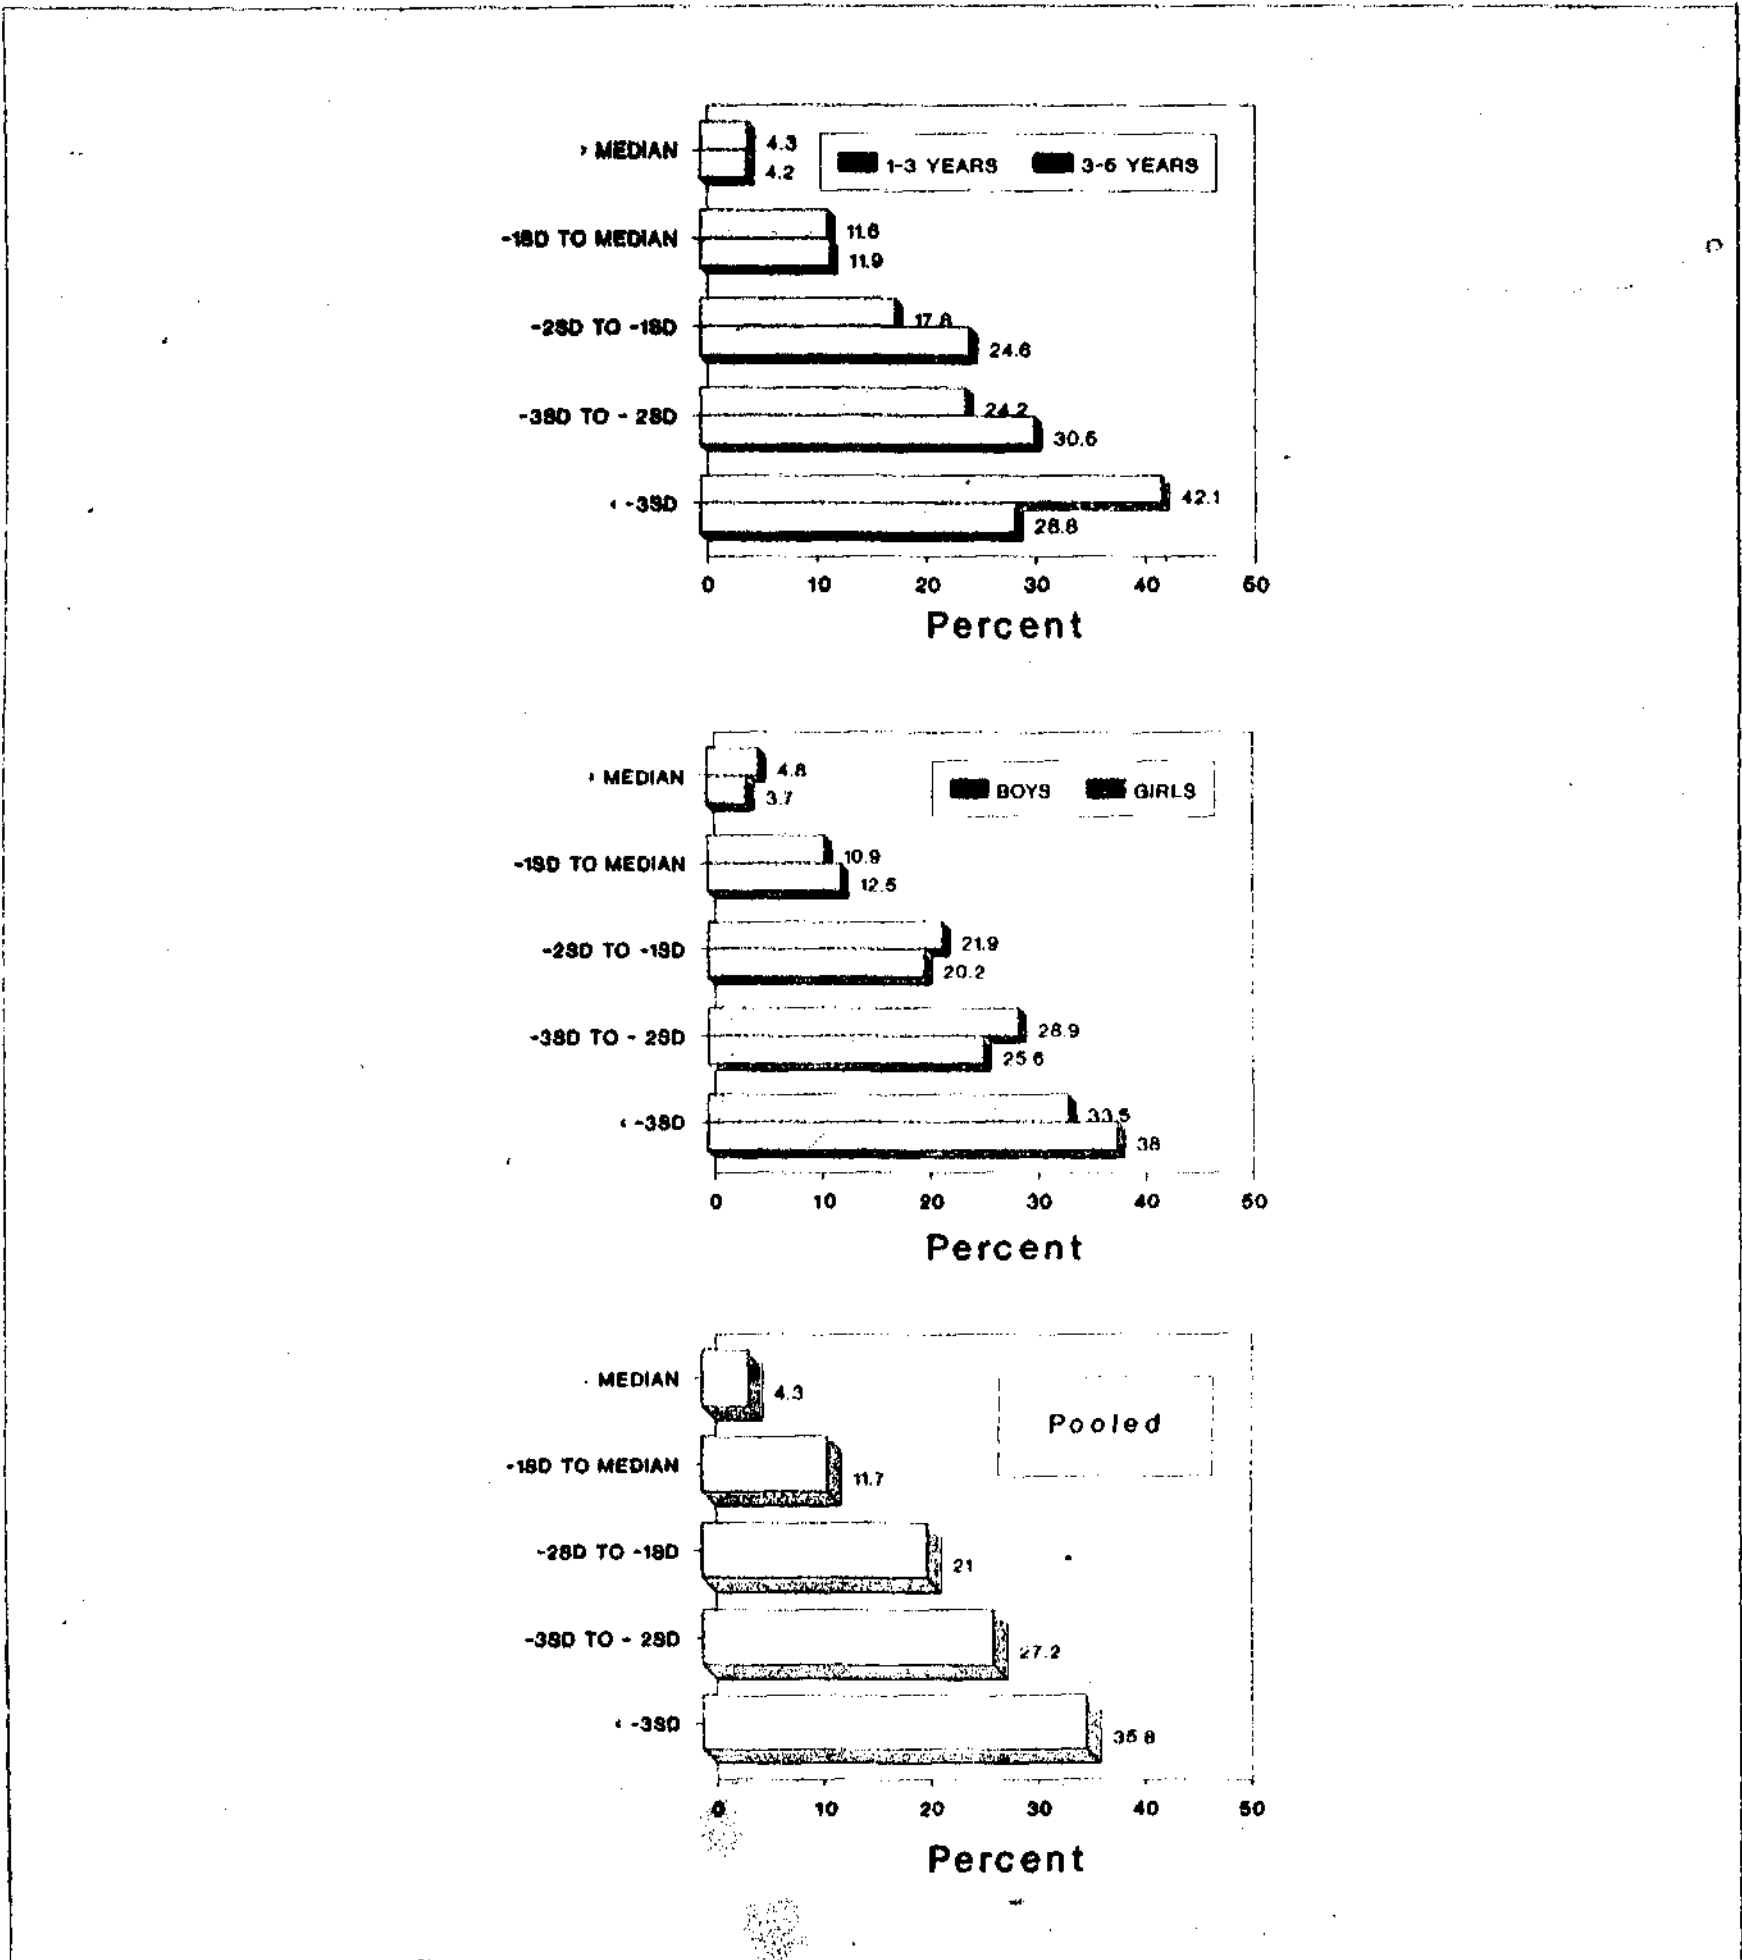 > MEDIAN 4.3
4.2
1-3 YEARS 3-5 YEARS
-1SD TO MEDIAN 11.6
11.9
-2SD TO -1SD 17.8
24.6
-3SD TO - 2SD 24.2
30.5
< -3SD 42.1
28.8
0 10 20 30 40 50
Percent
> MEDIAN 4.8
3.7
BOYS GIRLS
-1SD TO MEDIAN 10.9
12.5
-2SD TO -1SD 21.9
20.2
-3SD TO - 2SD 28.9
25.6
< -3SD 33.5
38
0 10 20 30 40 50
Percent
MEDIAN 4.3
Pooled
-1SD TO MEDIAN 11.7
-2SD TO -1SD 21
-3SD TO - 2SD 27.2
< -3SD 35.8
0 10 20 30 40 50
Percent